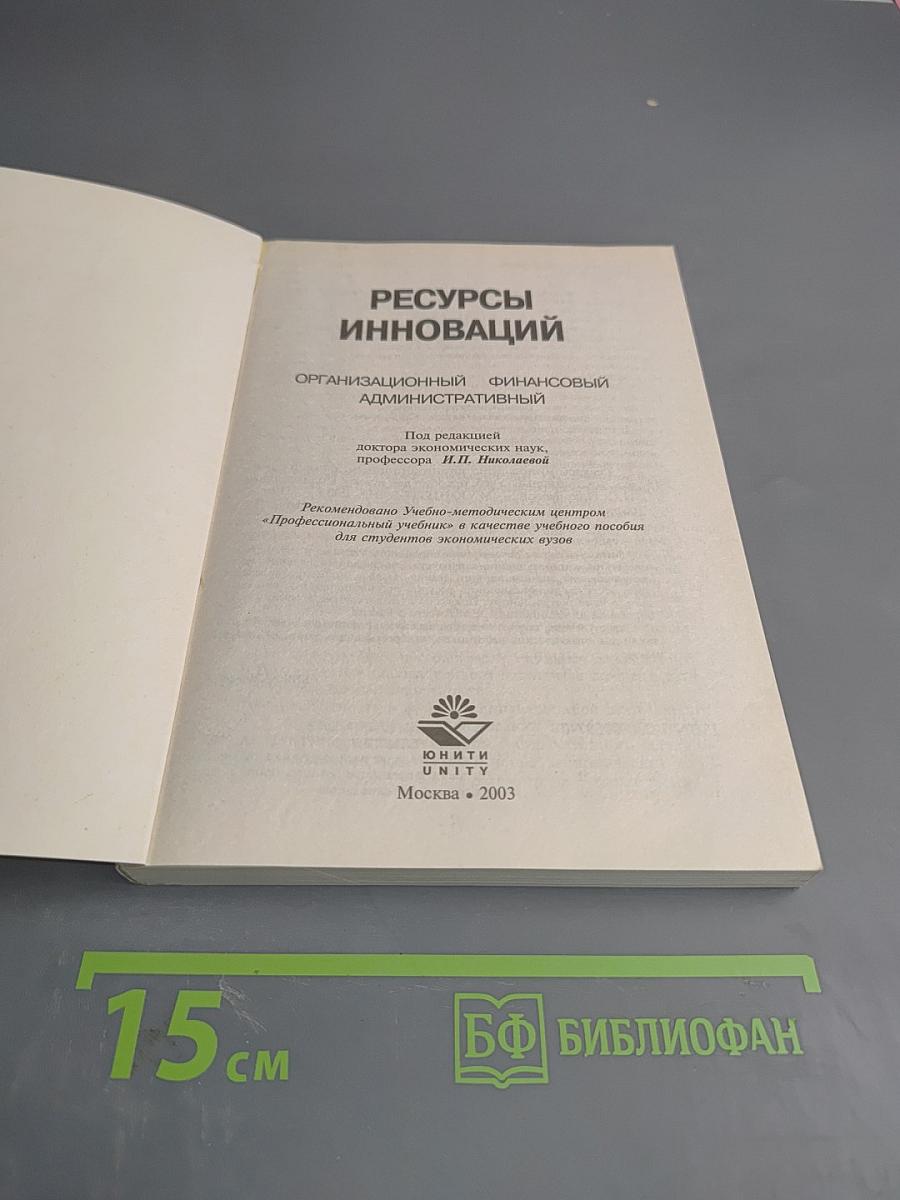 РЕСУРСЫ
ИННОВАЦИЙ
ОРГАНИЗАЦИОННЫЙ ФИНАНСОВЫЙ
АДМИНИСТРАТИВНЫЙ
Под редакцией
доктора экономических наук,
профессора И.П. Николаевой
Рекомендовано Учебно-методическим центром
«Профессиональный учебник» в качестве учебного пособия
для студентов экономических вузов
ЮНИТИ
UNITY
Москва • 2003
15 см
БФ БИБЛИОФАН